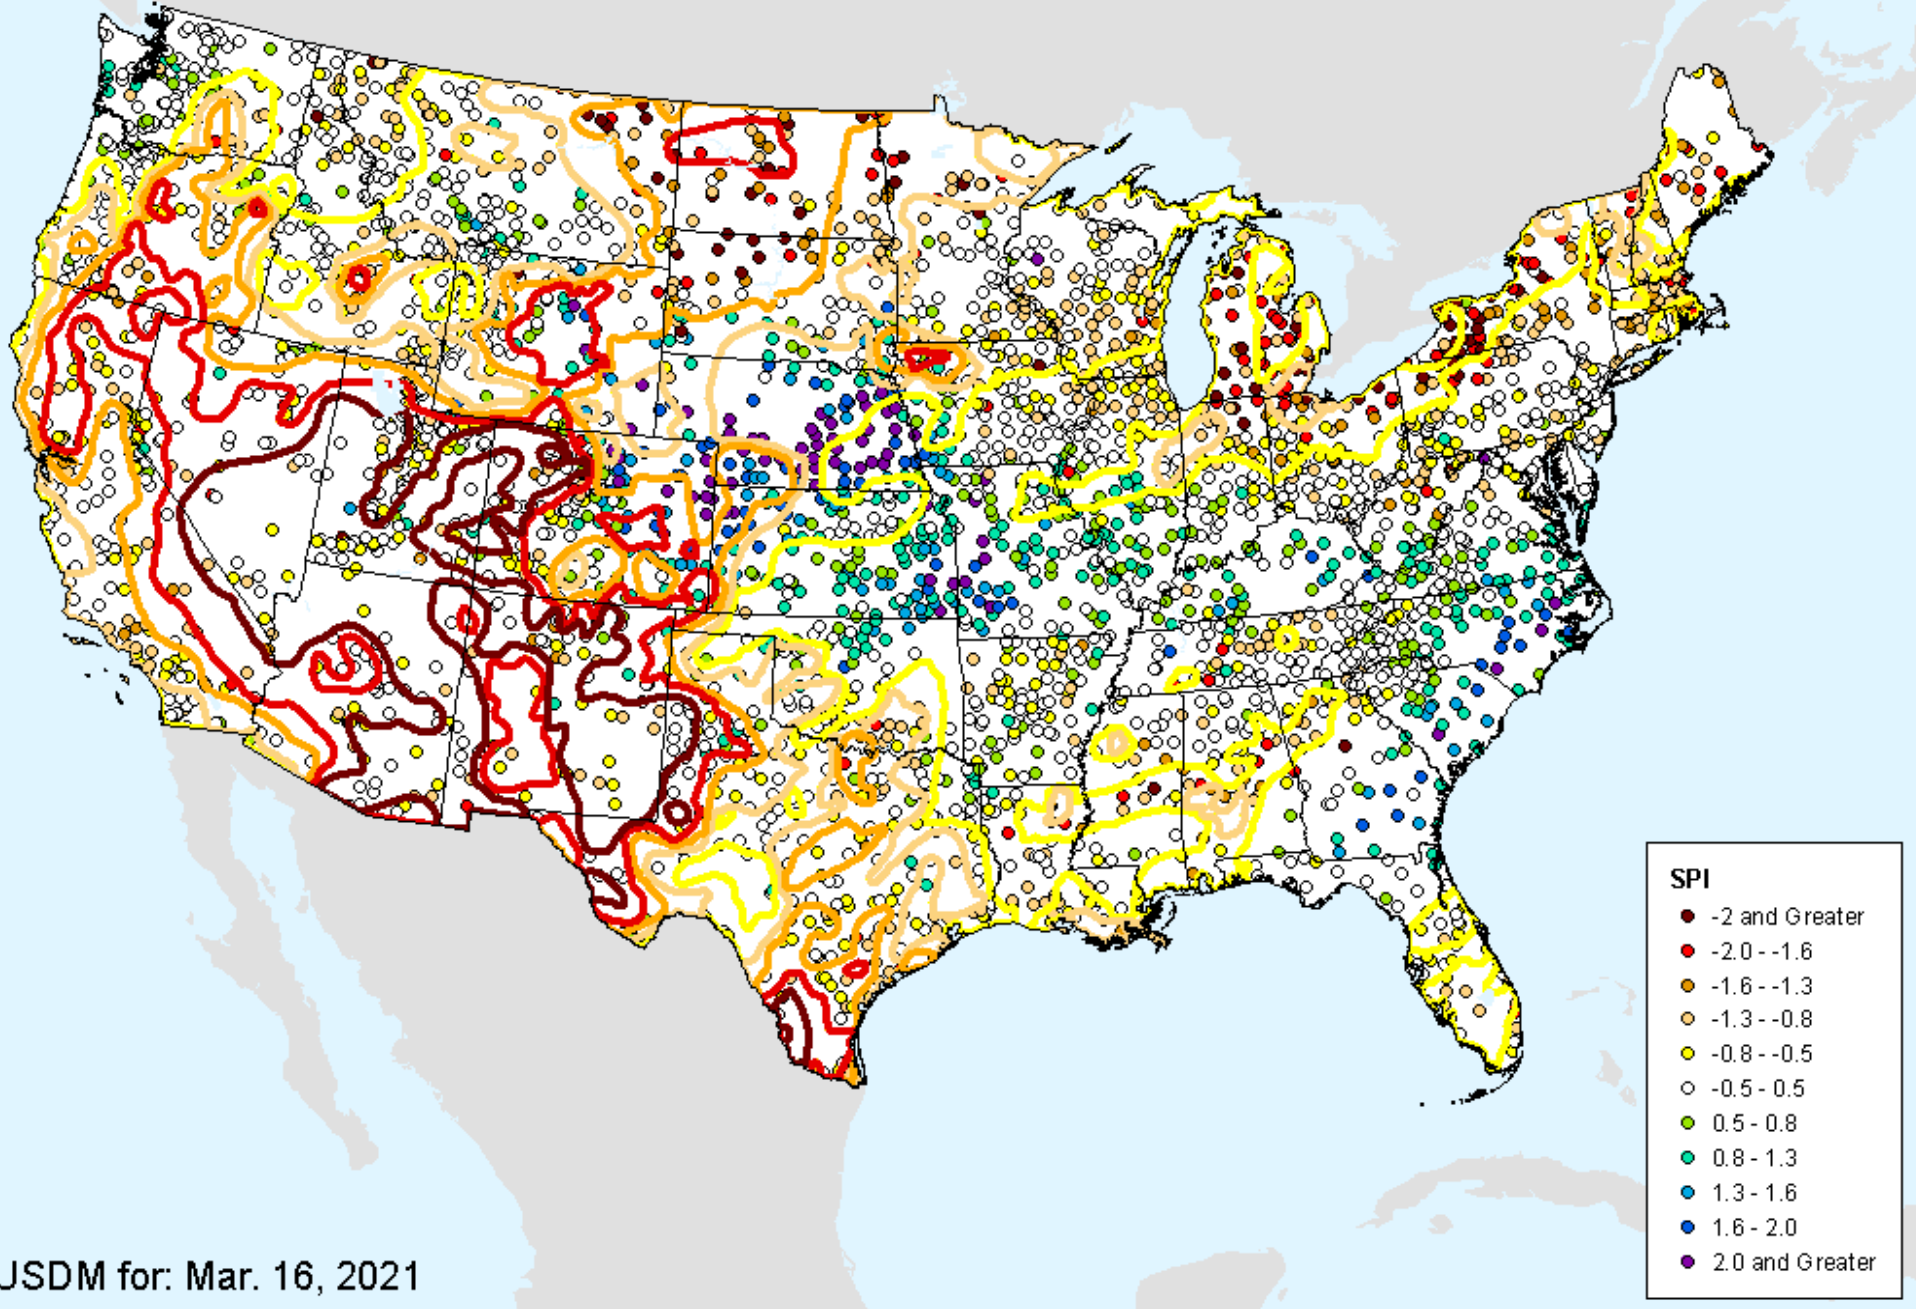 SPI
-2 and Greater
-2.0 - -1.6
-1.6 - -1.3
-1.3 - -0.8
-0.8 - -0.5
-0.5 - 0.5
0.5 - 0.8
0.8 - 1.3
1.3 - 1.6
1.6 - 2.0
2.0 and Greater
USDM for: Mar. 16, 2021